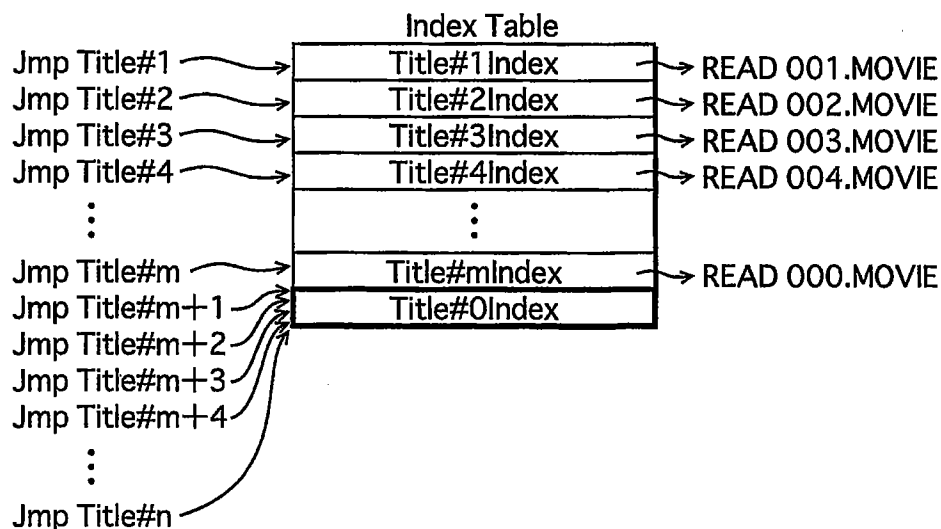 Index Table
Jmp Title#1 Title#1Index READ 001.MOVIE
Jmp Title#2 Title#2Index READ 002.MOVIE
Jmp Title#3 Title#3Index READ 003.MOVIE
Jmp Title#4 Title#4Index READ 004.MOVIE
Jmp Title#m Title#mIndex READ 000.MOVIE
Jmp Title#m+1 Title#0Index
Jmp Title#m+2
Jmp Title#m+3
Jmp Title#m+4
Jmp Title#n